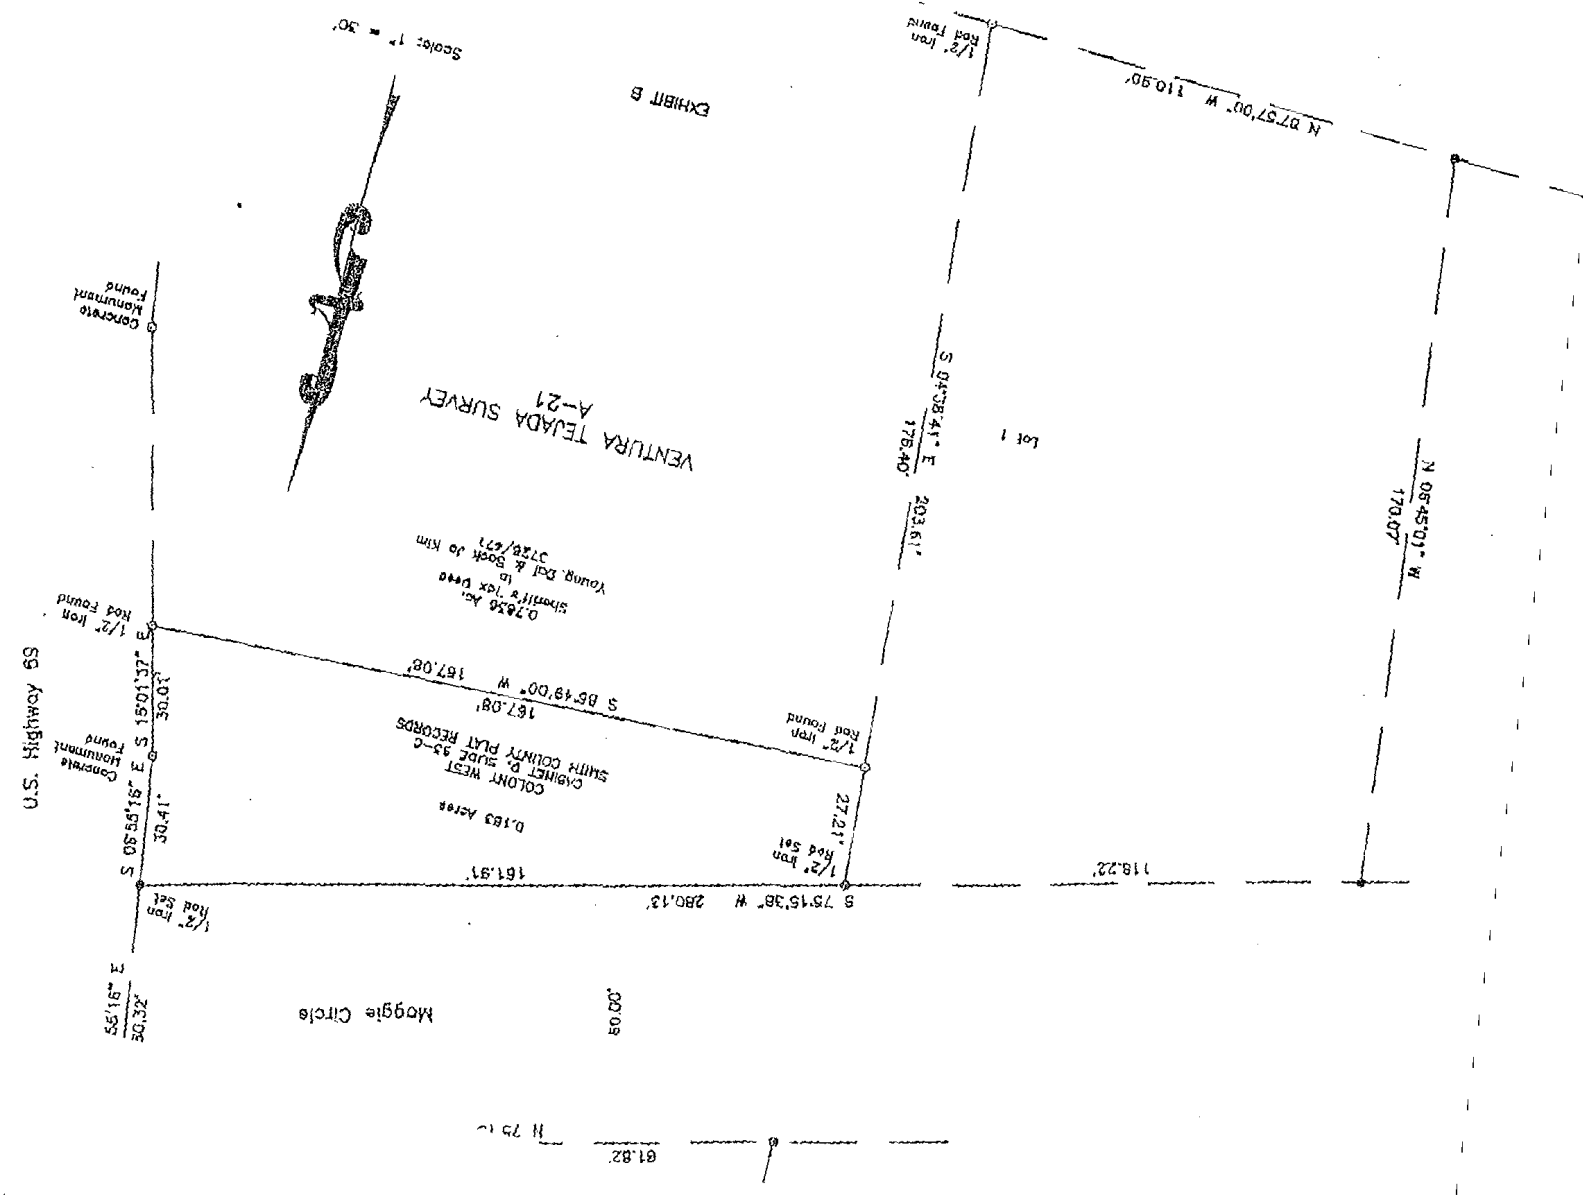 Scale: 1" = 30'
EXHIBIT B
1/2" Iron
Rod Found
N 87°57'00" W 110.90'
Concrete
Monument
Found
VENTURA TEJADA SURVEY
A-21
S 04°38'41" E 203.61'
176.40'
Lot 1
N 05°45'01" W
170.07'
0.7836 Ac.
Sheriff's Tax Deed
to
Young Dal & Sook Jo Kim
3726/471
1/2" Iron
Rod Found
U.S. Highway 69
S 15°01'37" E
30.03'
Concrete
Monument
Found
S 08°55'16" E
30.41'
167.08'
S 86°49'00" W
167.08'
COLONY WEST
CABINET D, SLIDE 93-C
SMITH COUNTY PLAT RECORDS
0.183 Acres
1/2" Iron
Rod Found
27.21'
1/2" Iron
Rod Set
161.91'
118.22'
S 75°15'38" W 280.13'
1/2" Iron
Rod Set
55'16" E
50.32'
Maggie Circle
50.00'
N 75
61.82'